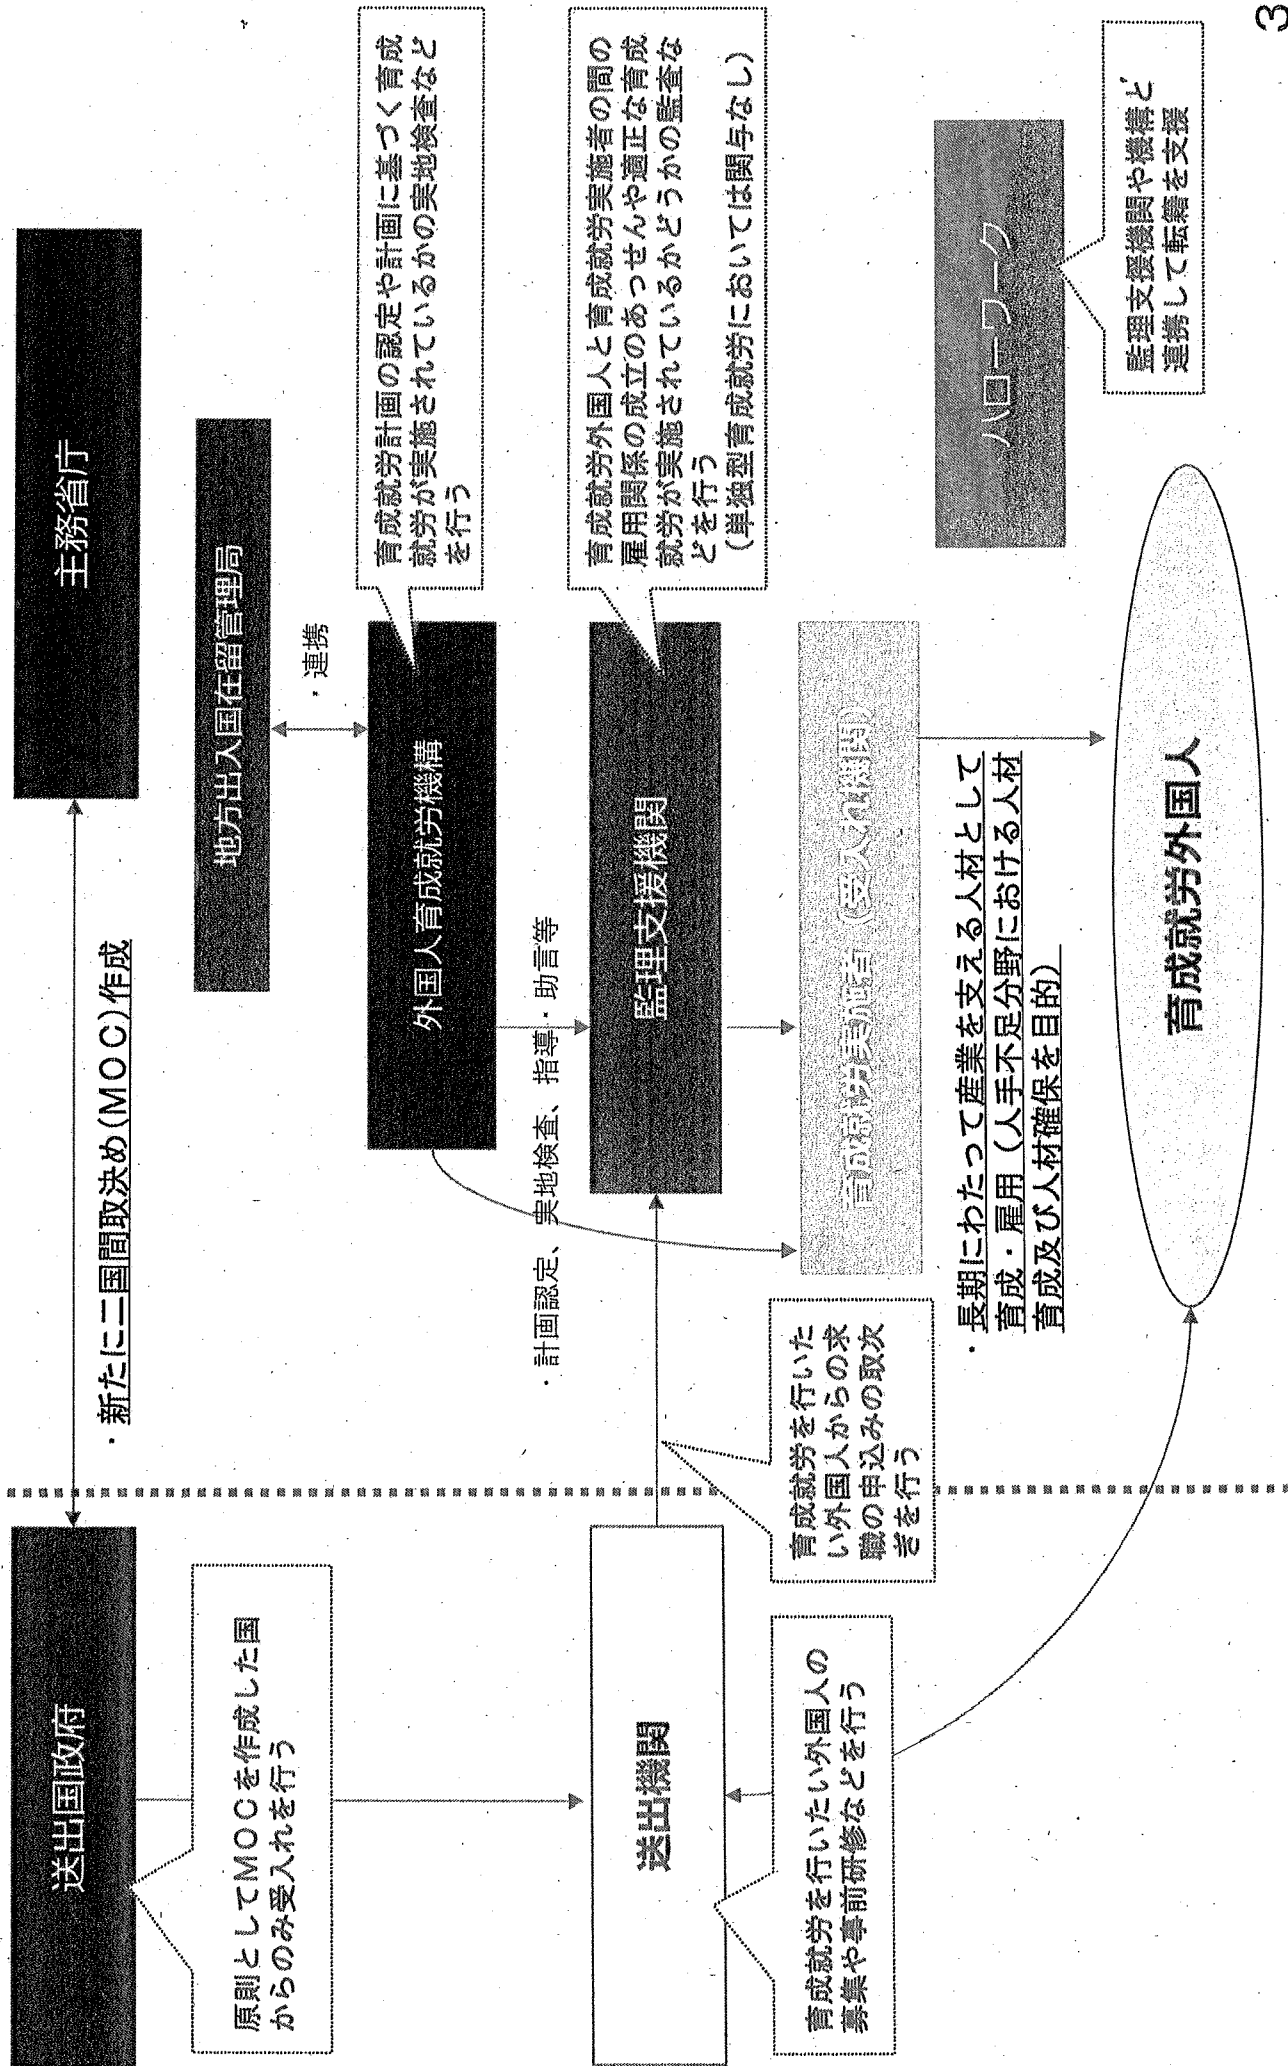 送出国政府
原則としてMOCを作成した国
からのみ受入れを行う
・新たに二国間取決め(MOC)作成
主務省庁
地方出入国在留管理局
・連携
外国人育成就労機構
育成就労計画の認定や計画に基づく育成
就労が実施されているかの実地検査など
を行う
・計画認定、実地検査、指導・助言等
送出機関
育成就労を行いたい外国人の
募集や事前研修などを行う
育成就労を行いた
い外国人からの求
職の申込みの取次
ぎを行う
監理支援機関
育成就労外国人と育成就労実施者の間の
雇用関係の成立のあっせんや適正な育成
就労が実施されているかどうかの監査な
どを行う
（単独型育成就労においては関与なし）
育成就労実施者（受入れ機関）
・長期にわたって産業を支える人材として
育成・雇用（人手不足分野における人材
育成及び人材確保を目的）
ハローワーク
監理支援機関や機構と
連携して転籍を支援
育成就労外国人
3